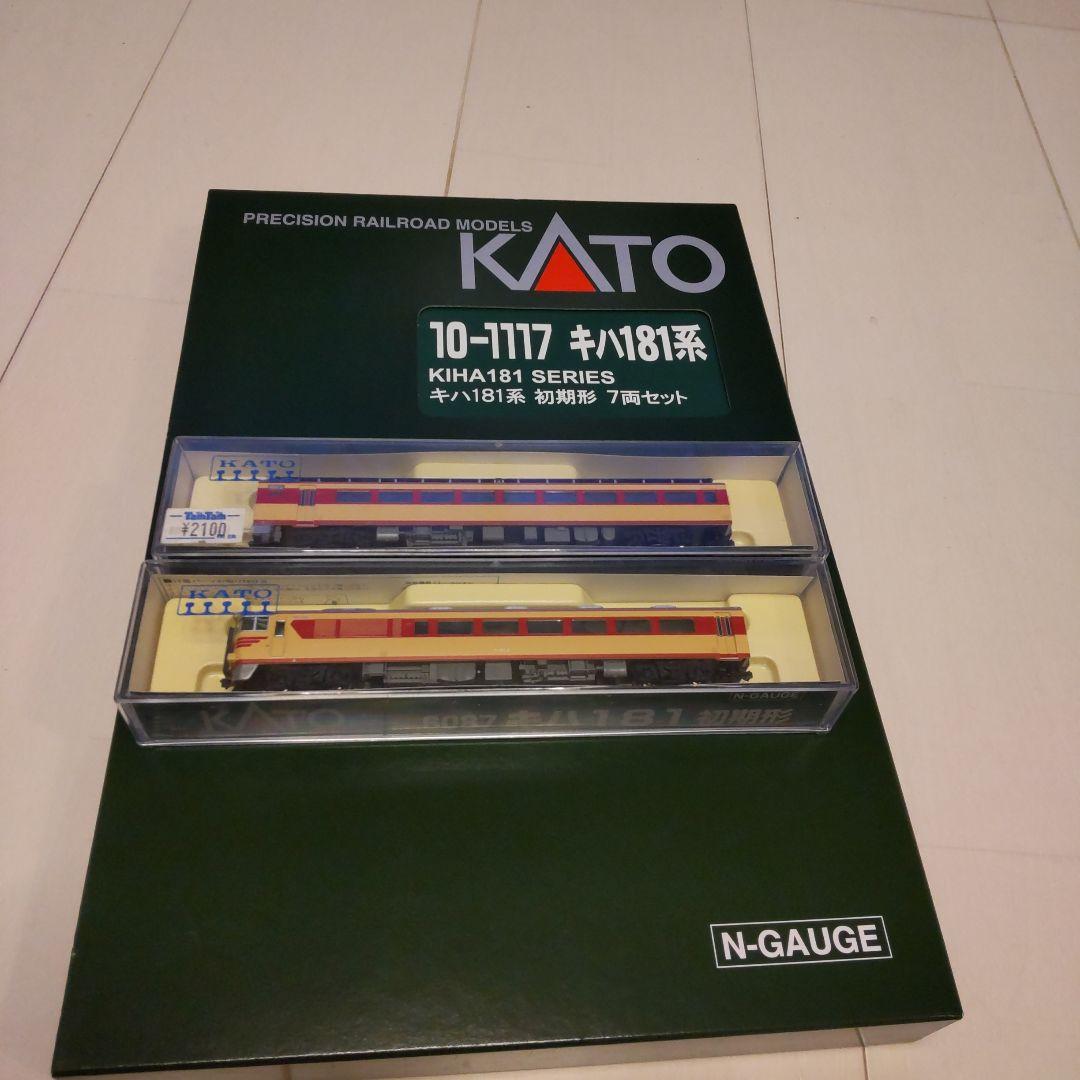 PRECISION RAILROAD MODELS
KATO
10-1117 キハ181系
KIHA181 SERIES
キハ181系 初期形 7両セット
KATO
TamTam
¥2100
KATO
N-GAUGE
KATO 6087 キハ181 初期形
N-GAUGE